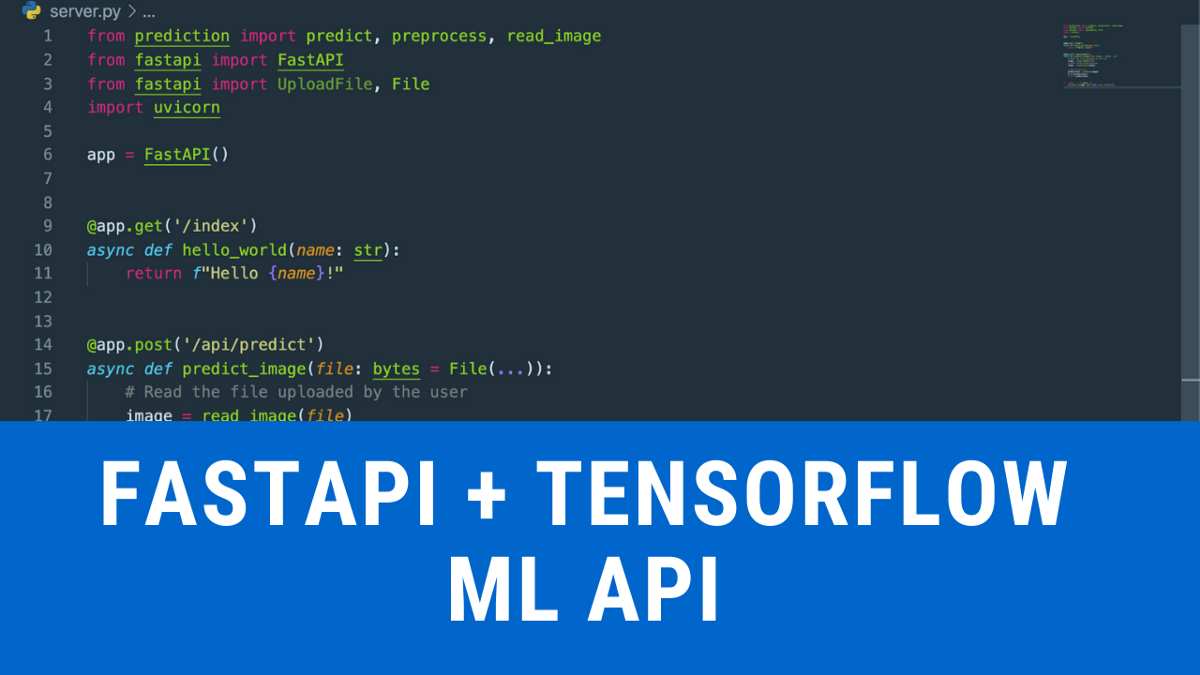 server.py > ...
1 from prediction import predict, preprocess, read_image
2 from fastapi import FastAPI
3 from fastapi import UploadFile, File
4 import uvicorn
5
6 app = FastAPI()
7
8
9 @app.get('/index')
10 async def hello_world(name: str):
11 return f"Hello {name}!"
12
13
14 @app.post('/api/predict')
15 async def predict_image(file: bytes = File(...)):
16 # Read the file uploaded by the user
17 image = read_image(file)
FASTAPI + TENSORFLOW
ML API